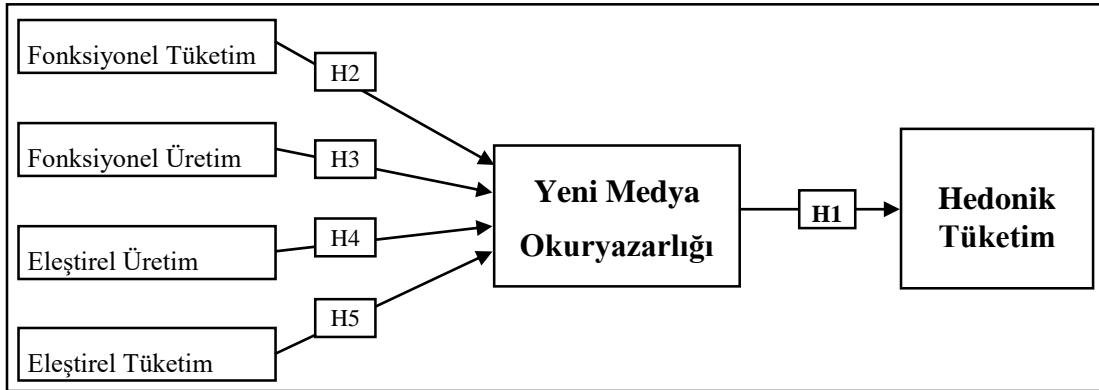 Fonksiyonel Tüketim
H2
Fonksiyonel Üretim
H3
Eleştirel Üretim
H4
Eleştirel Tüketim
H5
Yeni Medya
Okuryazarlığı
H1
Hedonik
Tüketim